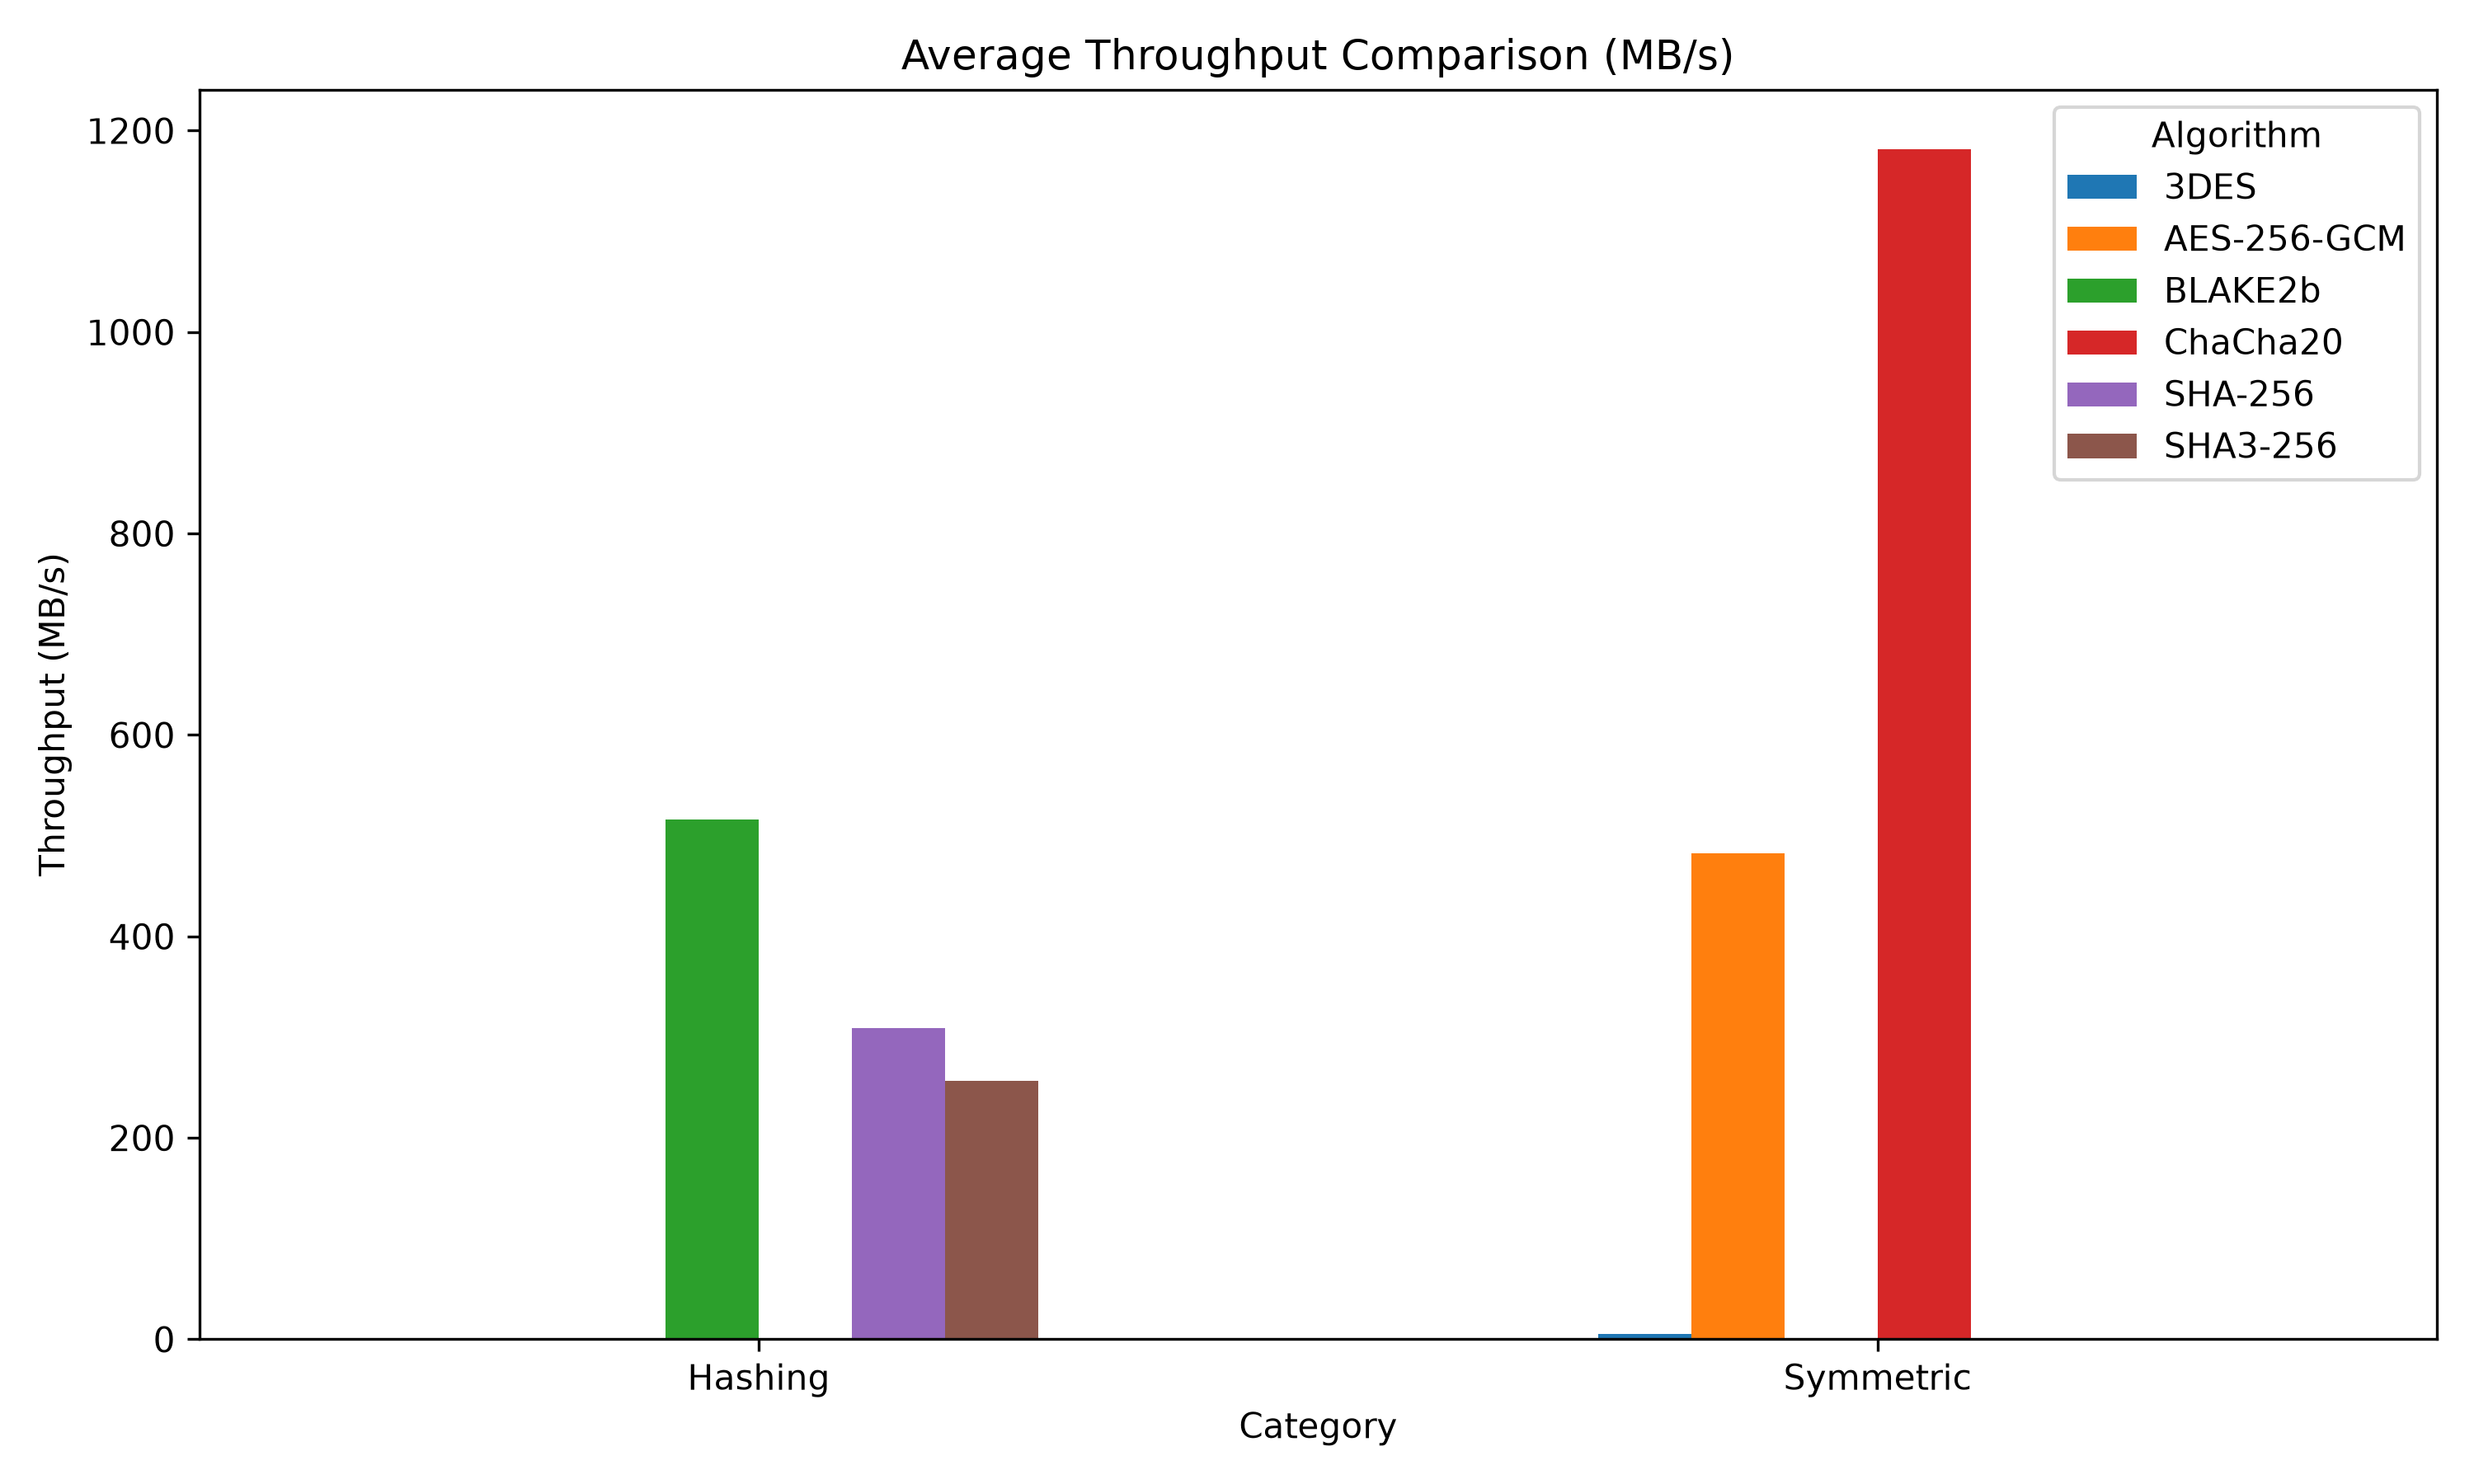 Average Throughput Comparison (MB/s)
Throughput (MB/s)
1200
1000
800
600
400
200
0
Algorithm
3DES
AES-256-GCM
BLAKE2b
ChaCha20
SHA-256
SHA3-256
Hashing
Symmetric
Category